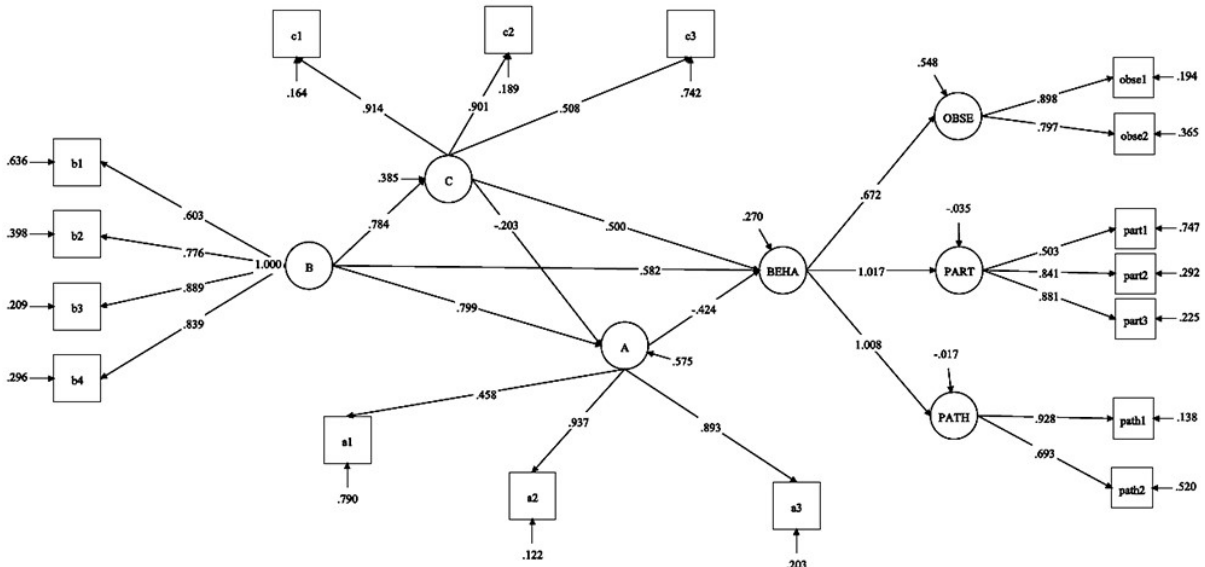 c1
c2
c3
.164
.189
.742
.914
.901
.508
.548
OBSE
.898
.797
obse1
.194
obse2
.365
.636
b1
.603
.398
b2
.776
.209
b3
.889
.296
b4
.839
1.000
B
.385
C
.784
-.203
.500
.582
.799
.270
BEHA
-.424
A
.575
.672
1.017
1.008
-.035
PART
.503
.841
.881
part1
.747
part2
.292
part3
.225
-.017
PATH
.928
.693
path1
.138
path2
.520
.458
.937
.893
a1
.790
a2
.122
a3
.203